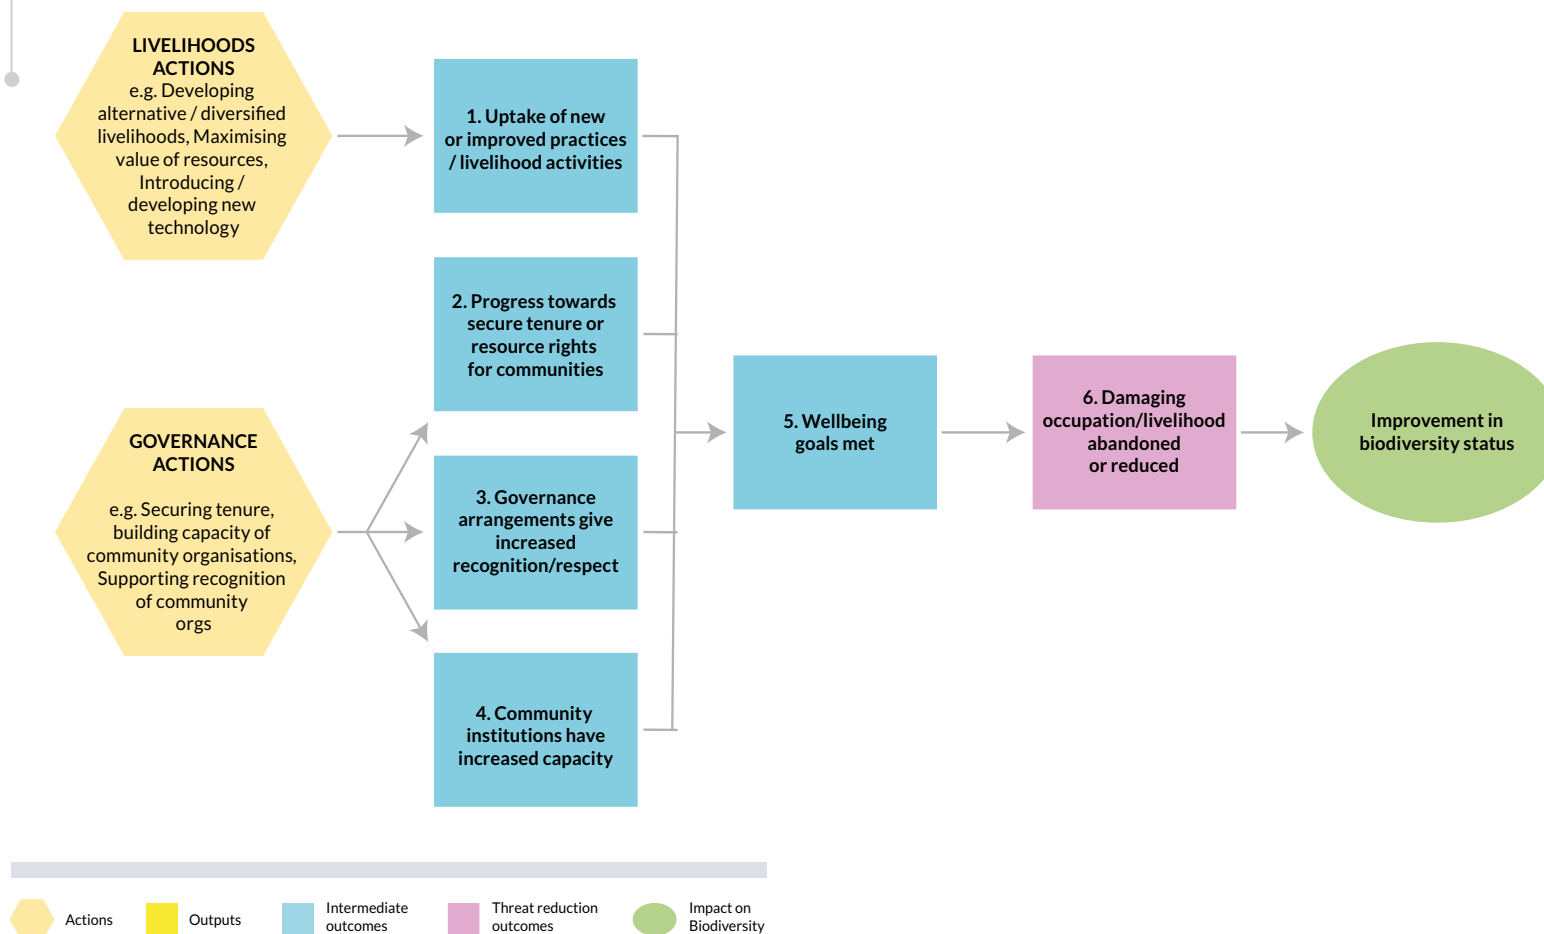 LIVELIHOODS
ACTIONS
e.g. Developing
alternative / diversified
livelihoods, Maximising
value of resources,
Introducing /
developing new
technology
1. Uptake of new
or improved practices
/ livelihood activities
2. Progress towards
secure tenure or
resource rights
for communities
GOVERNANCE
ACTIONS
e.g. Securing tenure,
building capacity of
community organisations,
Supporting recognition
of community
orgs
3. Governance
arrangements give
increased
recognition/respect
4. Community
institutions have
increased capacity
5. Wellbeing
goals met
6. Damaging
occupation/livelihood
abandoned
or reduced
Improvement in
biodiversity status
Actions
Outputs
Intermediate
outcomes
Threat reduction
outcomes
Impact on
Biodiversity